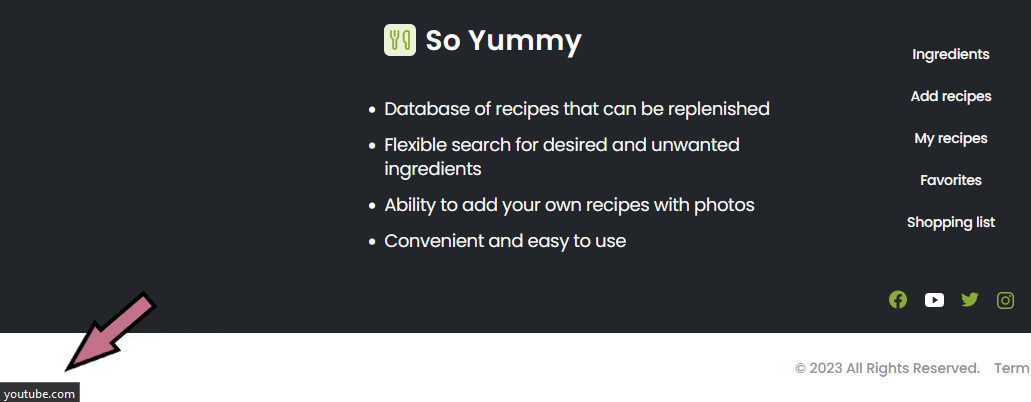 So Yummy
• Database of recipes that can be replenished
• Flexible search for desired and unwanted
ingredients
• Ability to add your own recipes with photos
• Convenient and easy to use
Ingredients
Add recipes
My recipes
Favorites
Shopping list
© 2023 All Rights Reserved.
Term
youtube.com